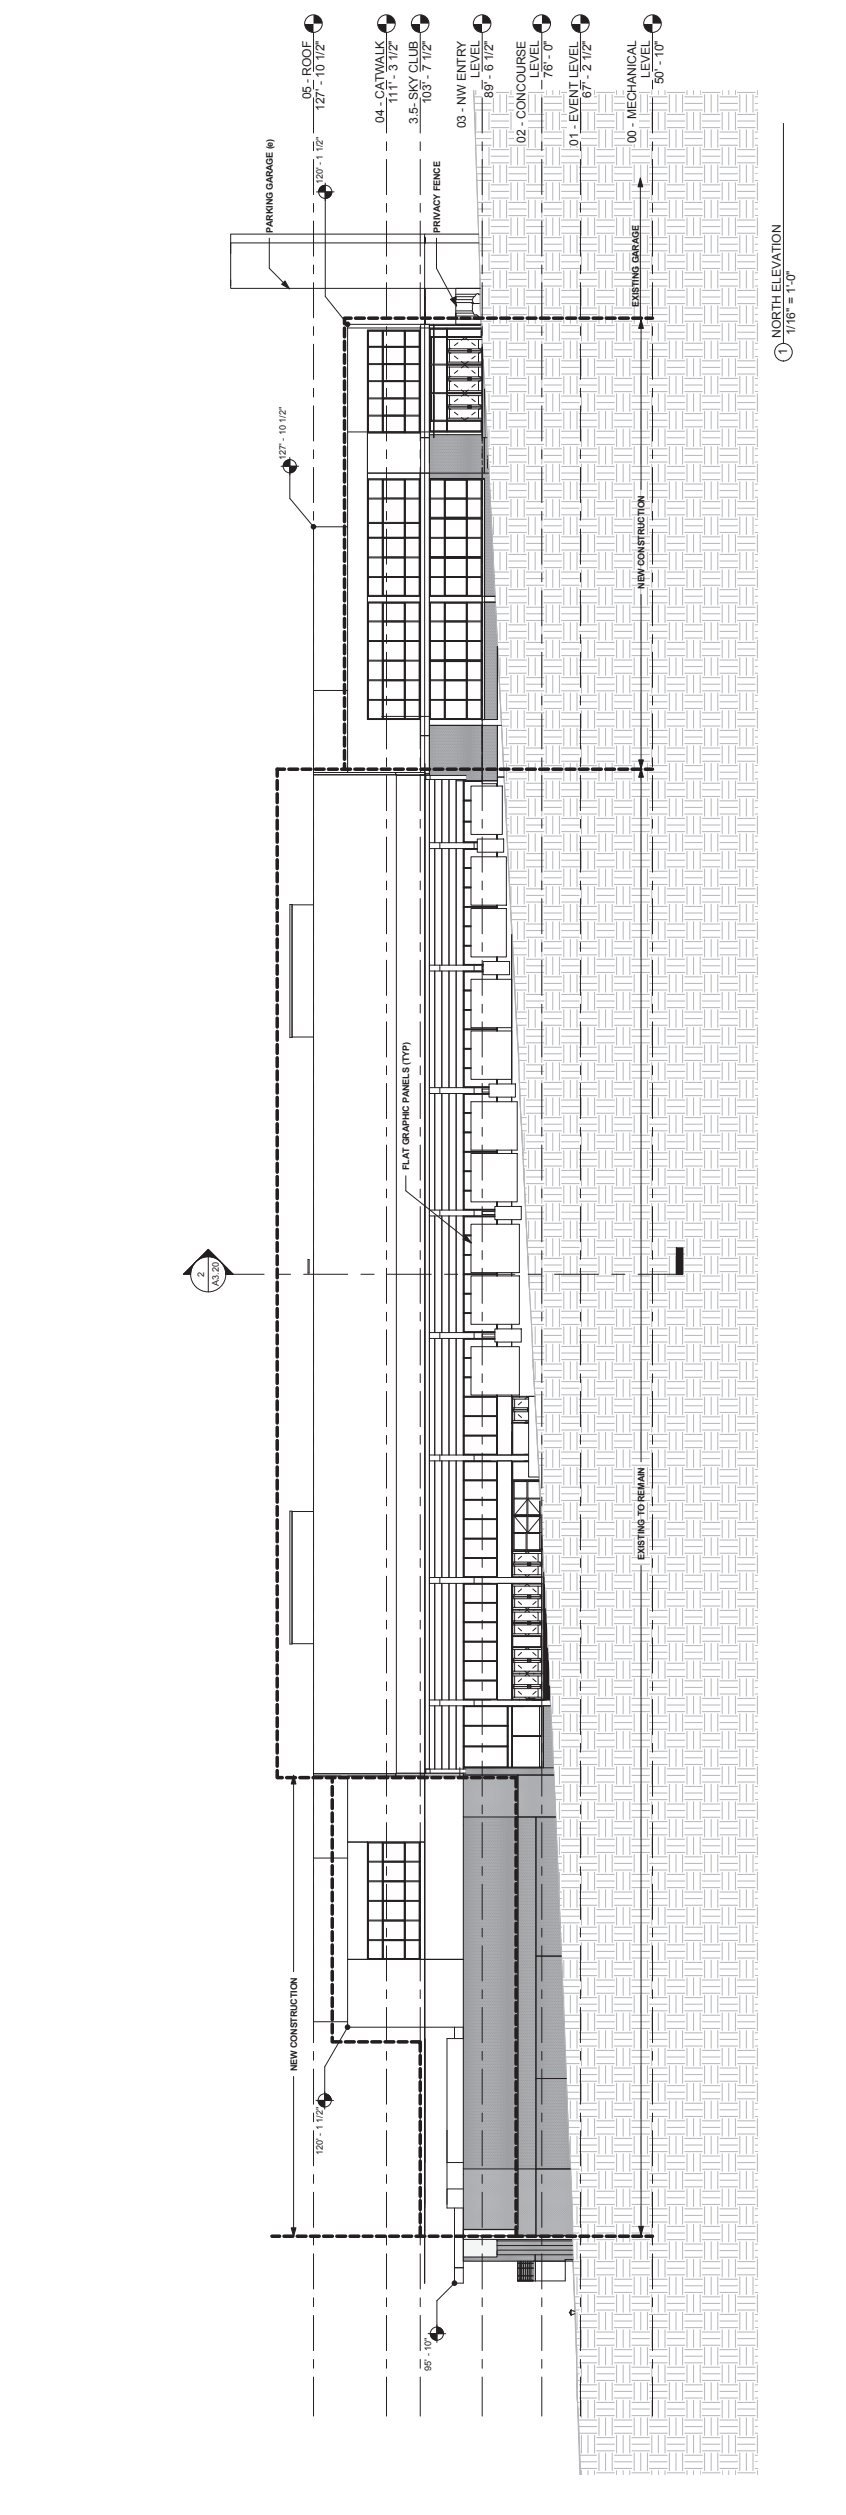 05 - ROOF
127' - 10 1/2"
04 - CATWALK
111' - 3 1/2"
3.5- SKY CLUB
103' - 7 1/2"
03 - NW ENTRY
LEVEL
89' - 6 1/2"
02 - CONCOURSE
LEVEL
76' - 0"
01 - EVENT LEVEL
67' - 2 1/2"
00 - MECHANICAL
LEVEL
50' - 10"
PARKING GARAGE (e)
120' - 1 1/2"
PRIVACY FENCE
EXISTING GARAGE
1
NORTH ELEVATION
1/16" = 1'-0"
127' - 10 1/2"
NEW CONSTRUCTION
FLAT GRAPHIC PANELS (TYP)
2
A3.20
EXISTING TO REMAIN
NEW CONSTRUCTION
120' - 1 1/2"
95' - 10"